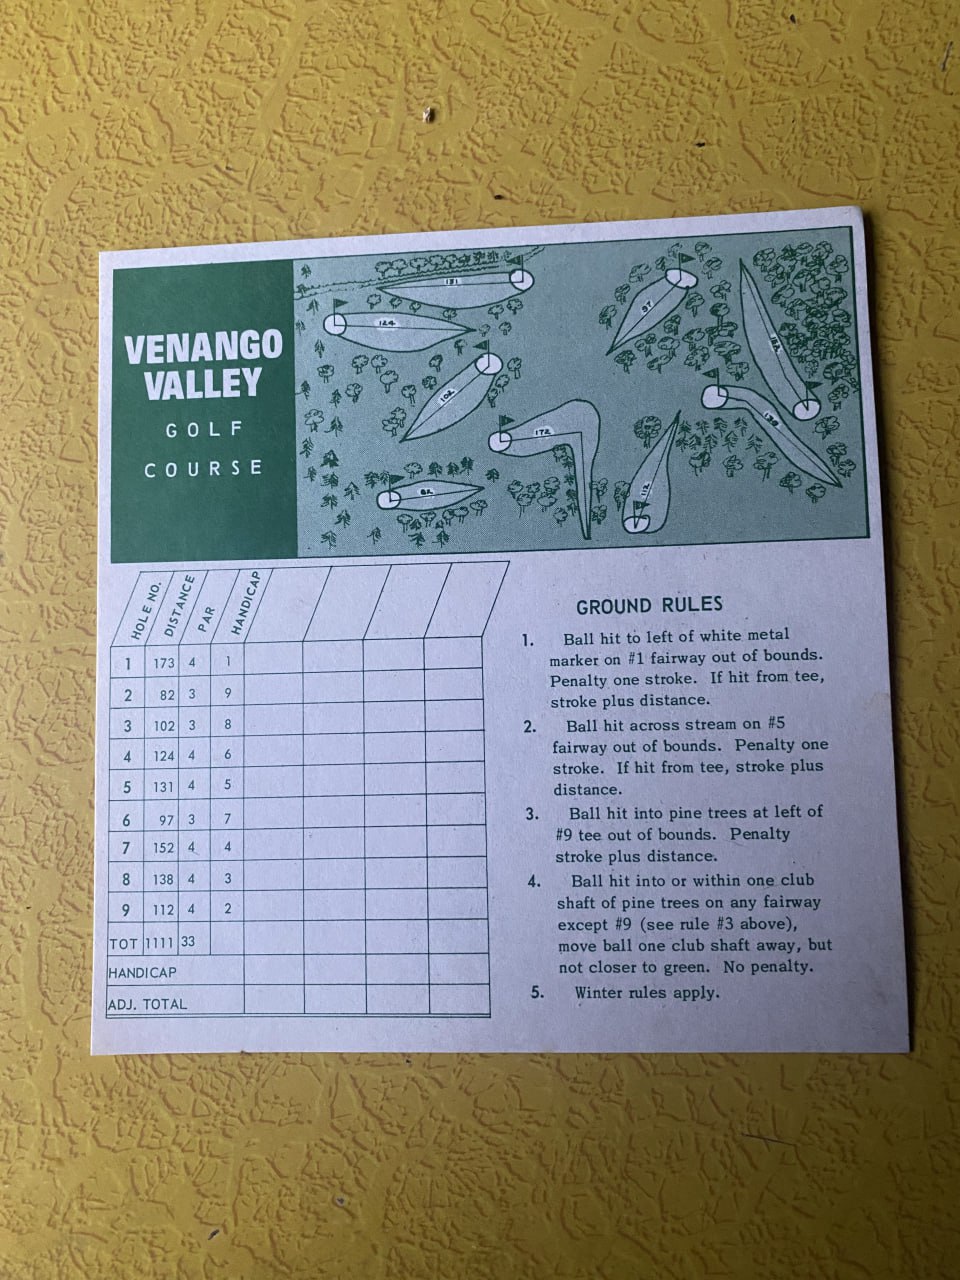 VENANGO
VALLEY
GOLF
COURSE
131
124
102
172
82
97
112
138
HOLE NO. DISTANCE PAR HANDICAP
1 173 4 1
2 82 3 9
3 102 3 8
4 124 4 6
5 131 4 5
6 97 3 7
7 152 4 4
8 138 4 3
9 112 4 2
TOT 1111 33
HANDICAP
ADJ. TOTAL
GROUND RULES
1. Ball hit to left of white metal
marker on #1 fairway out of bounds.
Penalty one stroke. If hit from tee,
stroke plus distance.
2. Ball hit across stream on #5
fairway out of bounds. Penalty one
stroke. If hit from tee, stroke plus
distance.
3. Ball hit into pine trees at left of
#9 tee out of bounds. Penalty
stroke plus distance.
4. Ball hit into or within one club
shaft of pine trees on any fairway
except #9 (see rule #3 above),
move ball one club shaft away, but
not closer to green. No penalty.
5. Winter rules apply.